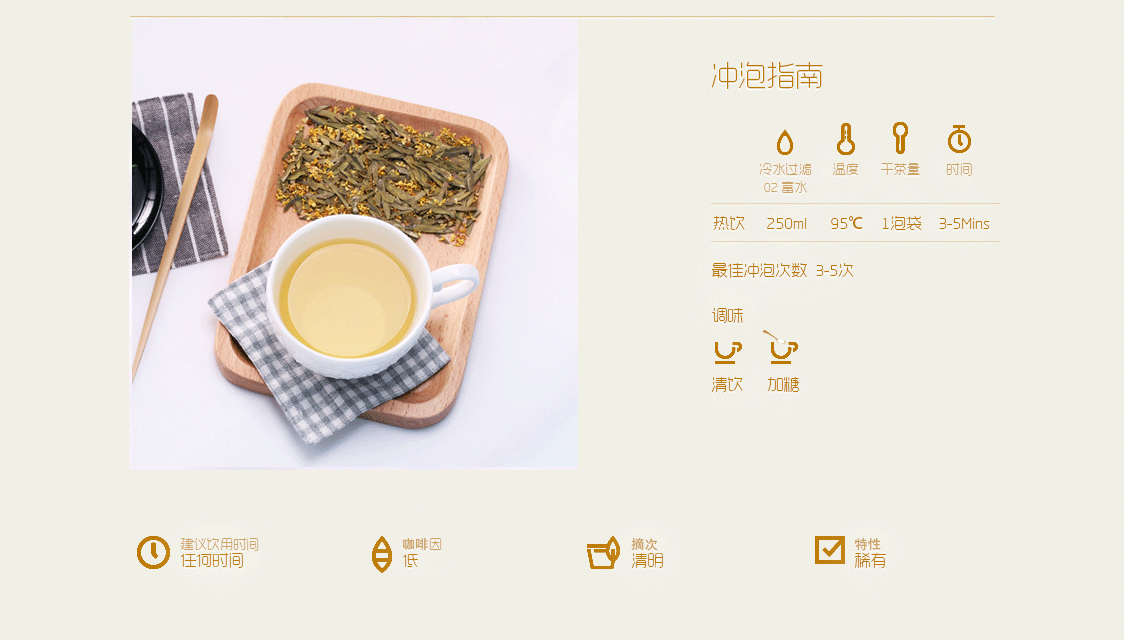 冲泡指南
冷水过滤 温度 干茶量 时间
02 富水
热饮 250ml 95℃ 1泡袋 3-5Mins
最佳冲泡次数 3-5次
调味
清饮 加糖
建议饮用时间 咖啡因 摘次 特性
任何时间 低 清明 稀有